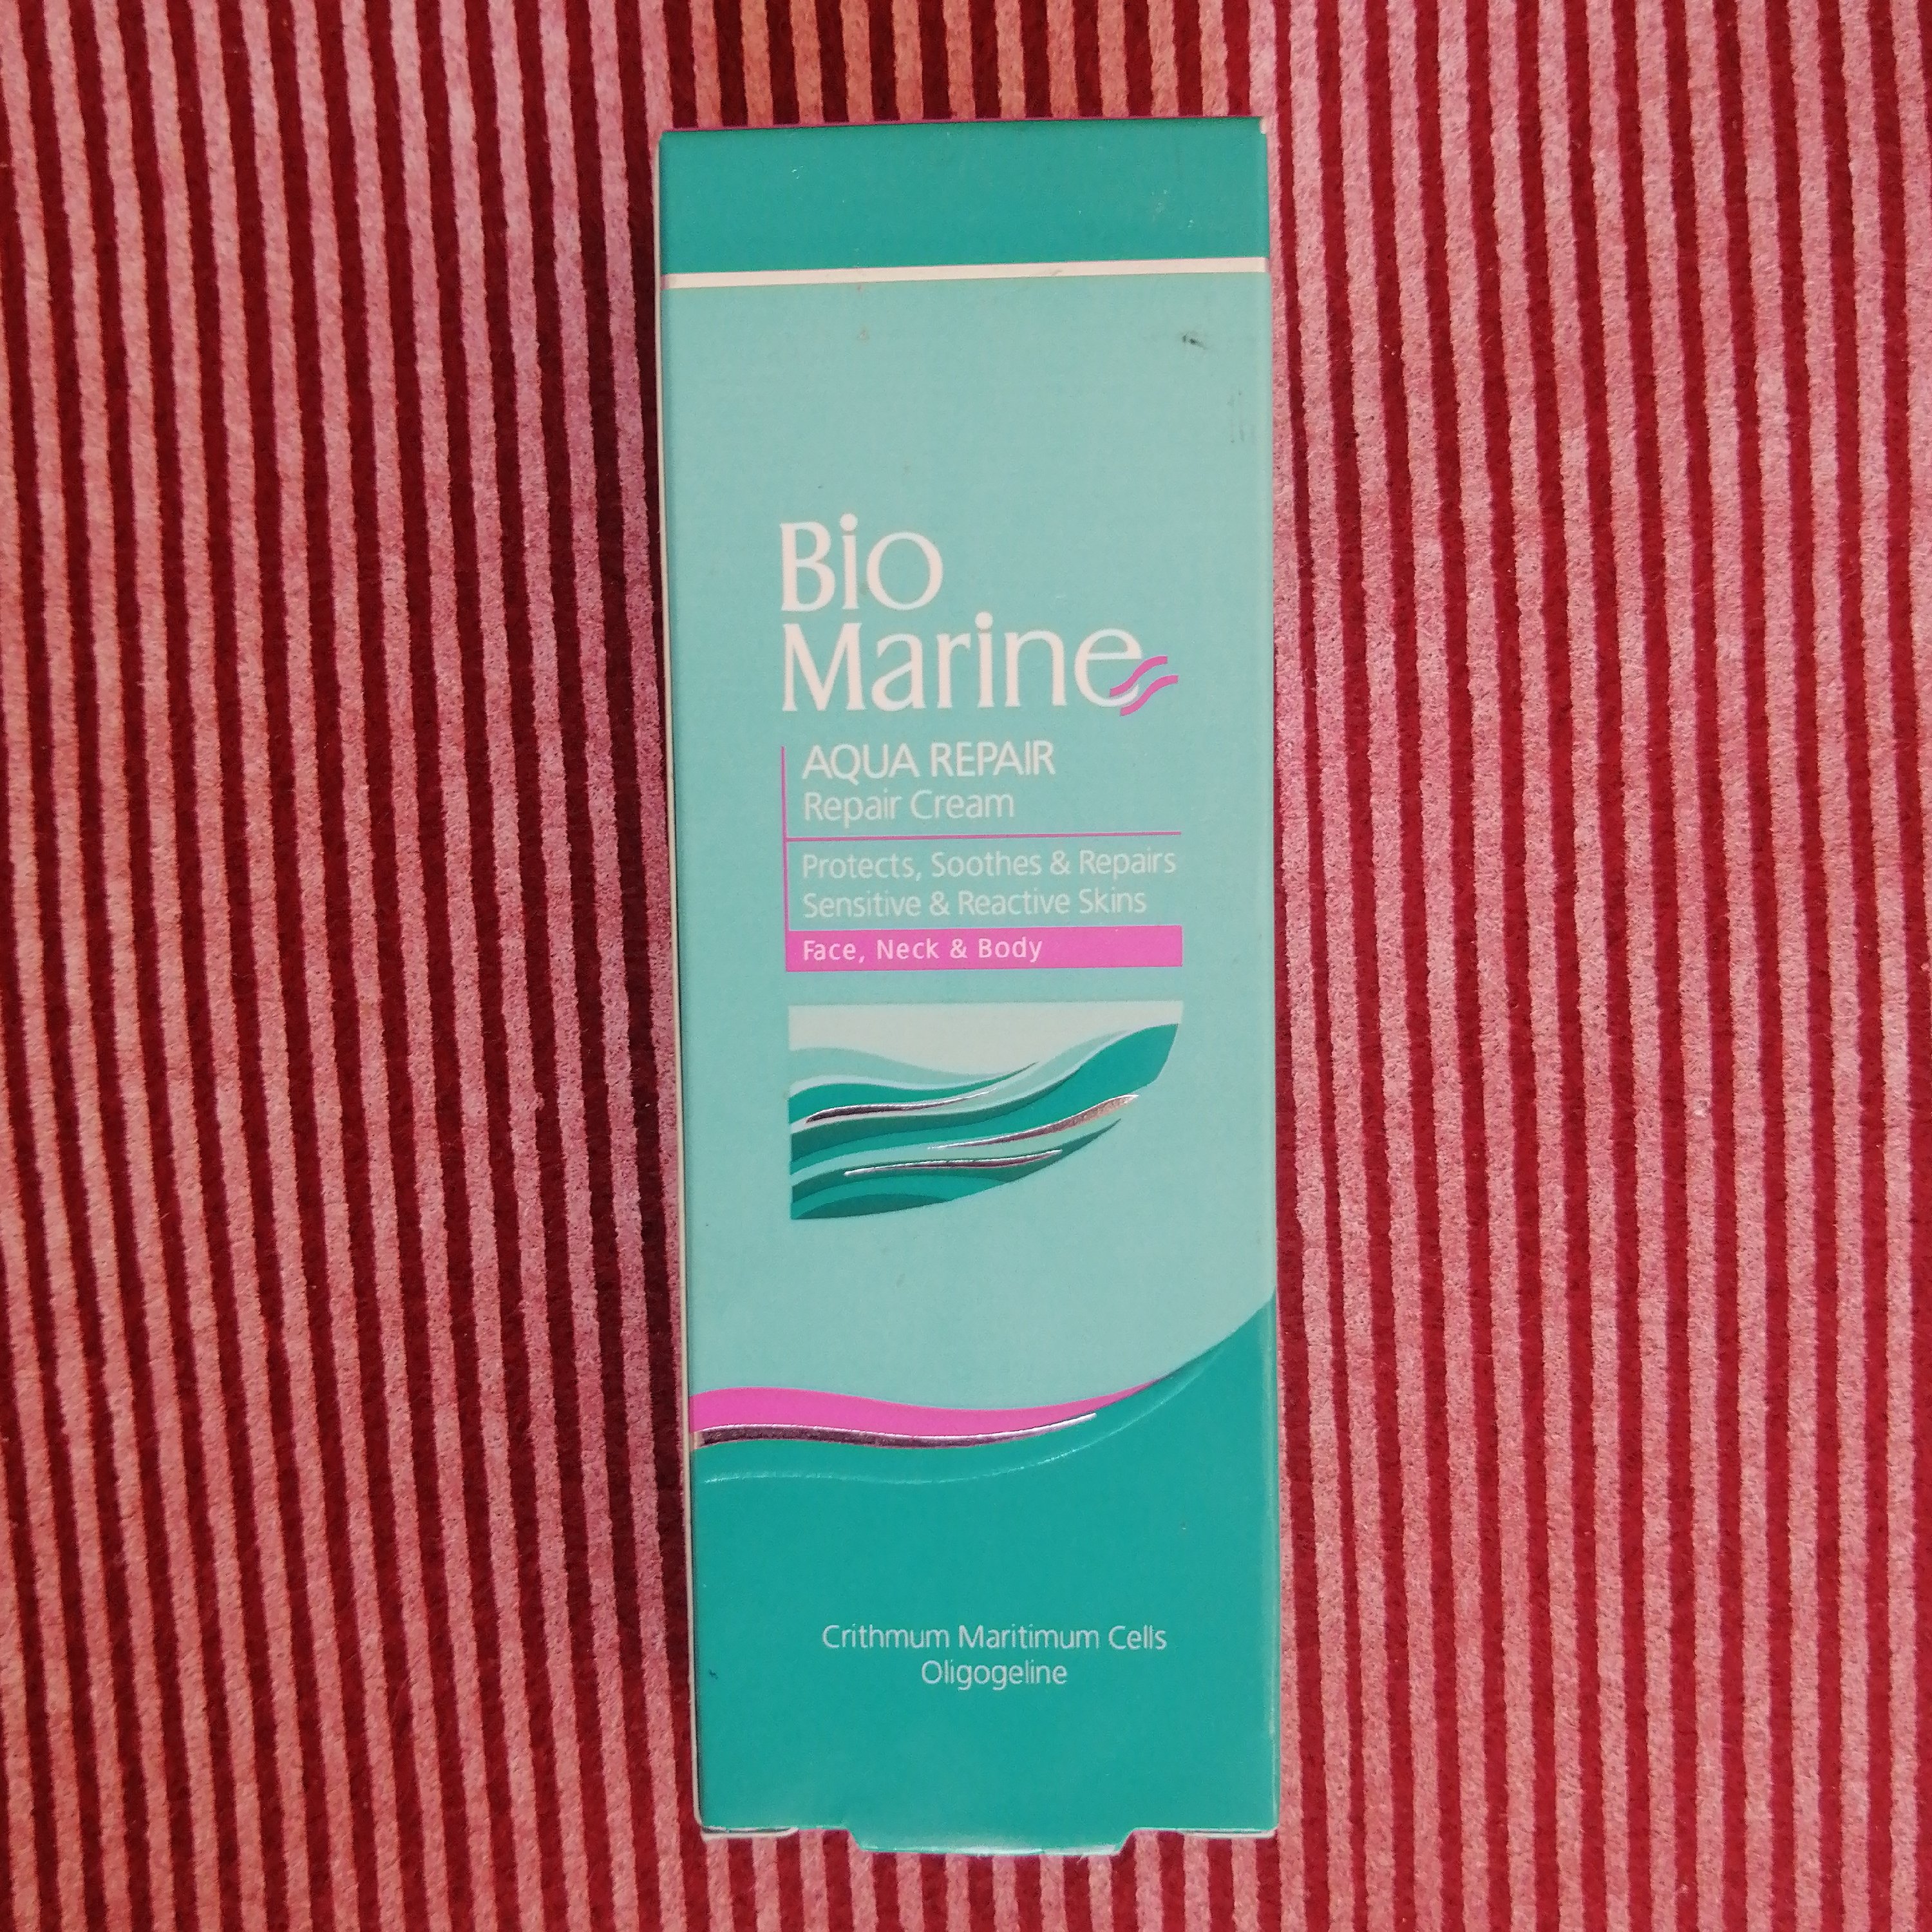 Bio
Marine
AQUA REPAIR
Repair Cream
Protects, Soothes & Repairs
Sensitive & Reactive Skins
Face, Neck & Body
Crithmum Maritimum Cells
Oligogeline